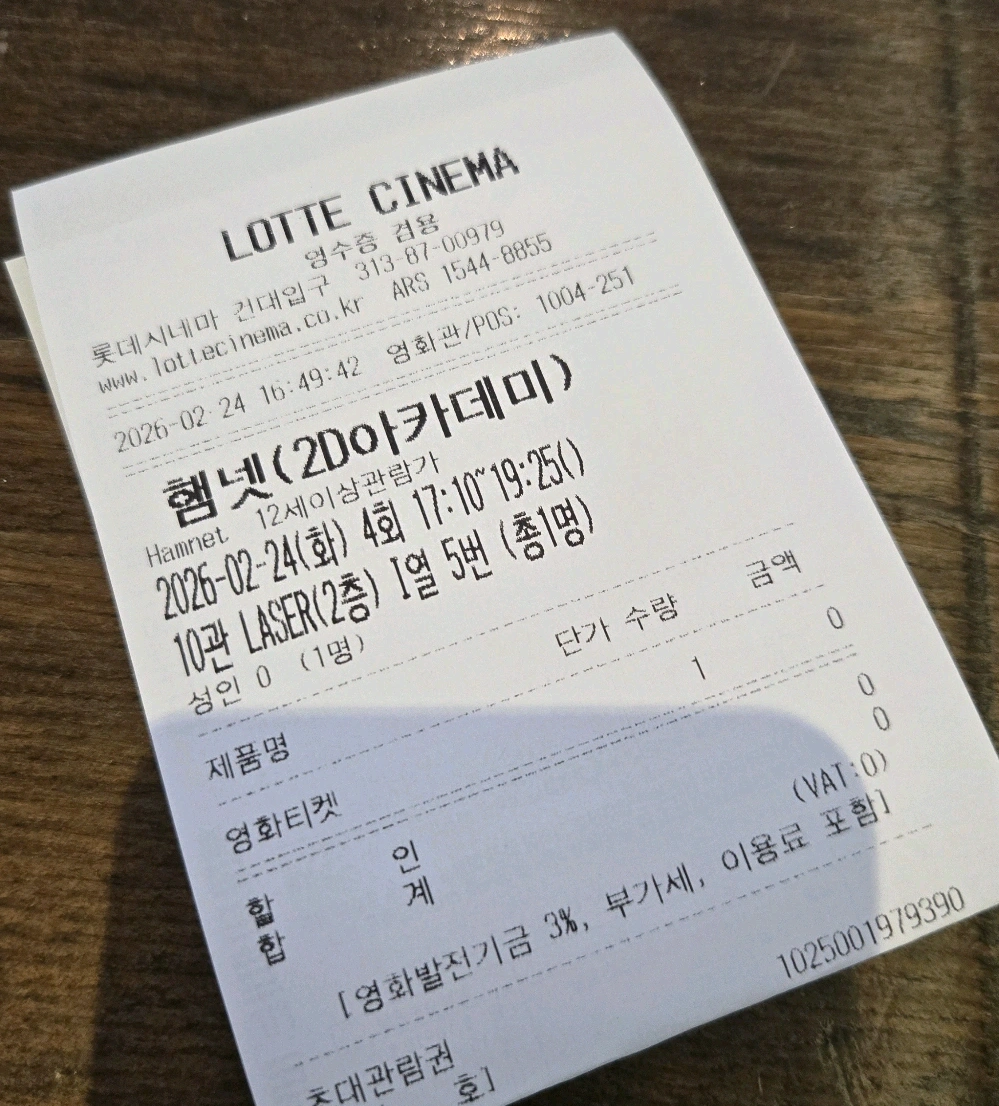 LOTTE CINEMA
영수증 겸용
롯데시네마 건대입구 313-87-00979
www.lottecinema.co.kr ARS 1544-8855
2026-02-24 16:49:42 영화관/POS: 1004-251
햄넷(2D아카데미)
Hamnet 12세이상관람가
2026-02-24(화) 4회 17:10~19:25()
10관 LASER(2층) I열 5번 (총1명)
성인 0 (1명)
제품명 단가 수량 금액
영화티켓 1 0
할 인 0
합 계 0
(VAT:0)
[영화발전기금 3%, 부가세, 이용료 포함]
1025001979390
초대관람권
호]